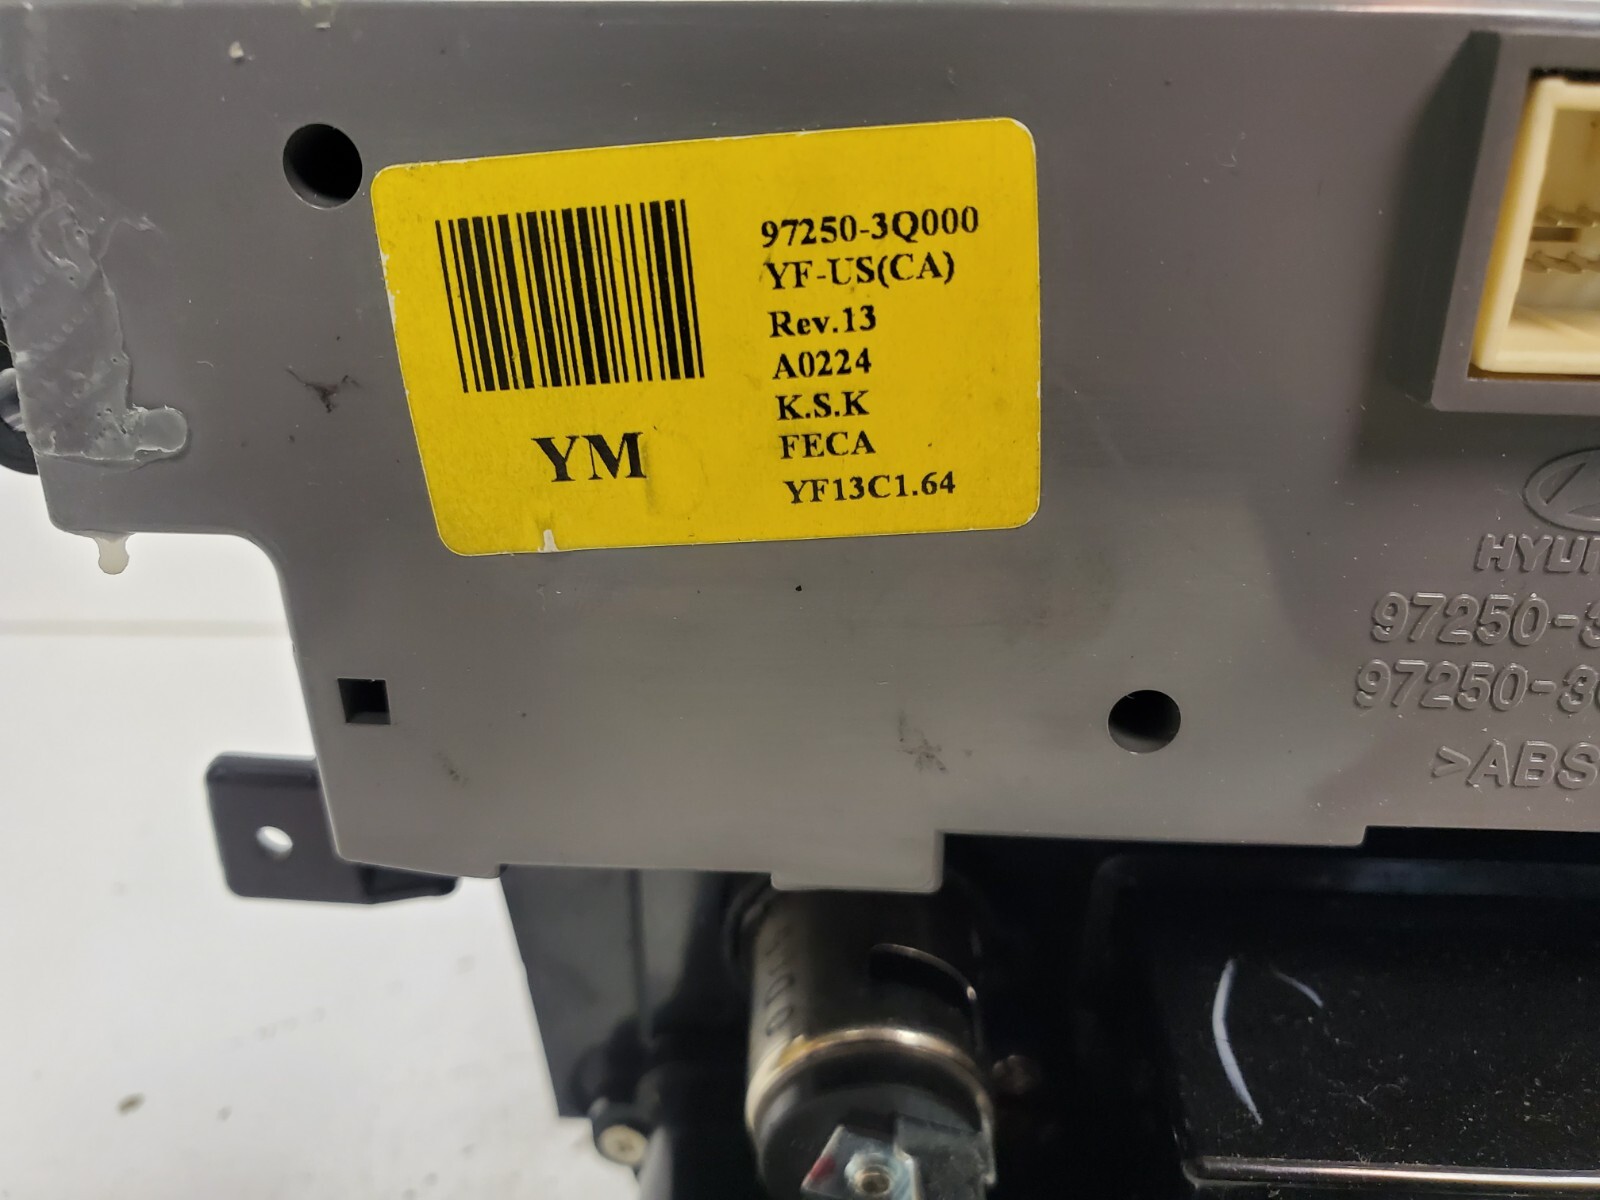 97250-3Q000
YF-US(CA)
Rev.13
A0224
K.S.K
FECA
YF13C1.64
YM
97250-3
97250-3
>ABS